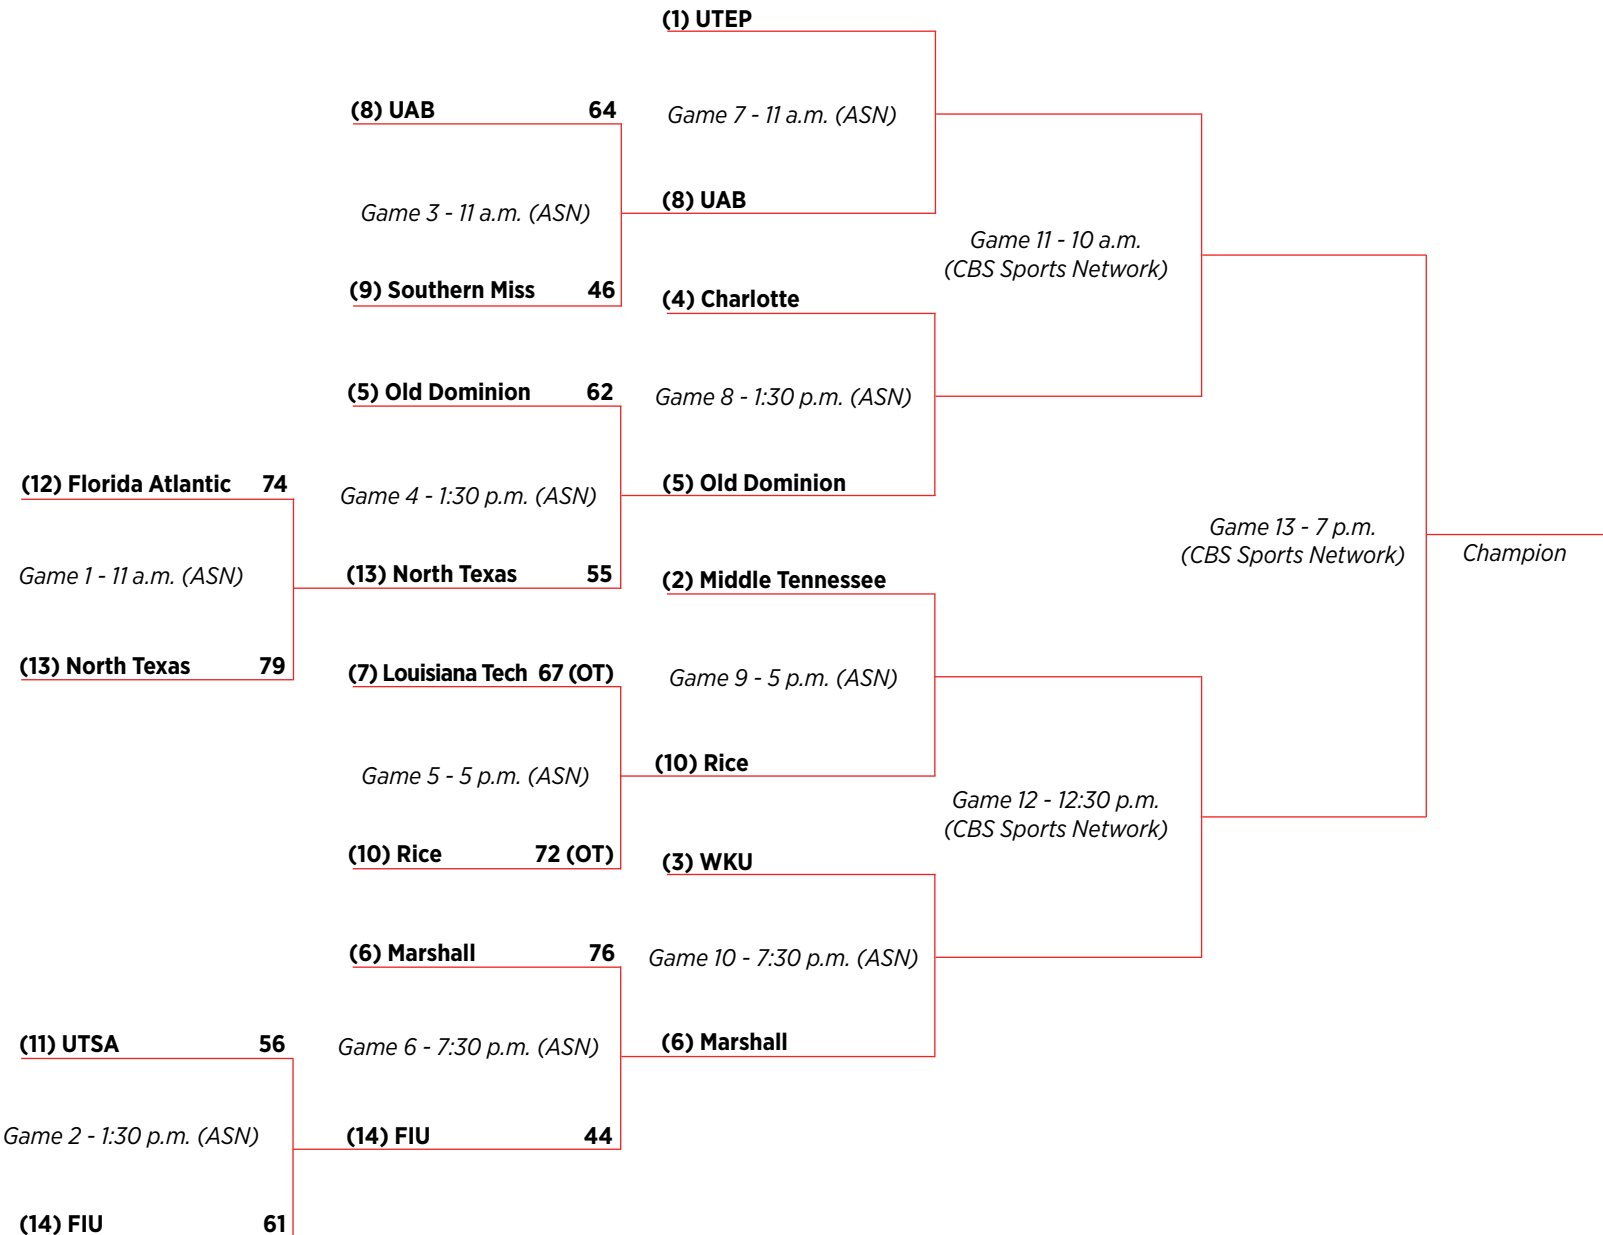 (1) UTEP
(8) UAB 64
Game 7 - 11 a.m. (ASN)
(8) UAB
Game 3 - 11 a.m. (ASN)
Game 11 - 10 a.m.
(CBS Sports Network)
(9) Southern Miss 46
(4) Charlotte
(5) Old Dominion 62
Game 8 - 1:30 p.m. (ASN)
(12) Florida Atlantic 74
Game 4 - 1:30 p.m. (ASN)
(5) Old Dominion
Game 13 - 7 p.m.
(CBS Sports Network)
Champion
Game 1 - 11 a.m. (ASN)
(13) North Texas 55
(2) Middle Tennessee
(13) North Texas 79
(7) Louisiana Tech 67 (OT)
Game 9 - 5 p.m. (ASN)
Game 5 - 5 p.m. (ASN)
(10) Rice
Game 12 - 12:30 p.m.
(CBS Sports Network)
(10) Rice 72 (OT)
(3) WKU
(6) Marshall 76
Game 10 - 7:30 p.m. (ASN)
(11) UTSA 56
Game 6 - 7:30 p.m. (ASN)
(6) Marshall
Game 2 - 1:30 p.m. (ASN)
(14) FIU 44
(14) FIU 61